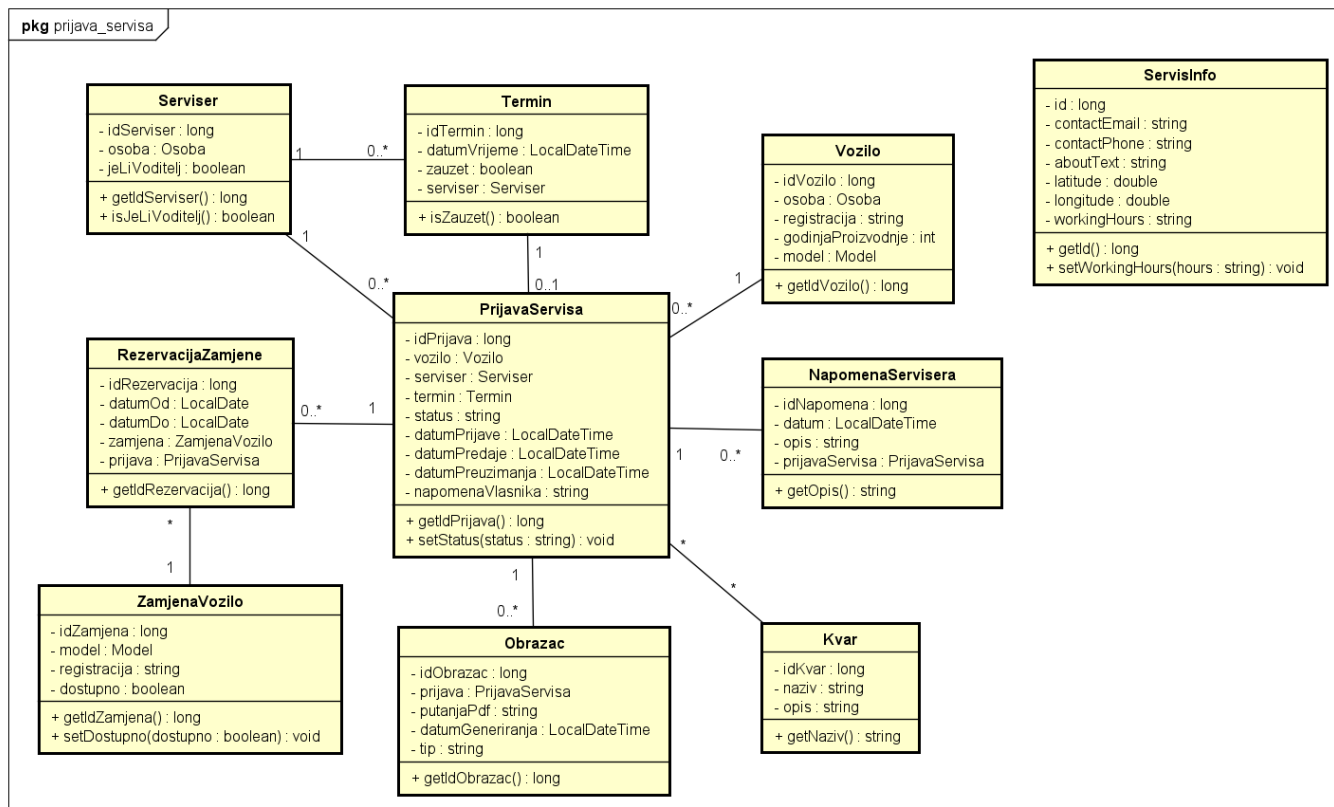 pkg prijava_servisa
Serviser
- idServiser : long
- osoba : Osoba
- jeLiVoditelj : boolean
+ getIdServiser() : long
+ isJeLiVoditelj() : boolean
1
0..*
Termin
- idTermin : long
- datumVrijeme : LocalDateTime
- zauzet : boolean
- serviser : Serviser
+ isZauzet() : boolean
1
0..1
1
0..*
Vozilo
- idVozilo : long
- osoba : Osoba
- registracija : string
- godinjaProizvodnje : int
- model : Model
+ getIdVozilo() : long
1
0..*
ServisInfo
- id : long
- contactEmail : string
- contactPhone : string
- aboutText : string
- latitude : double
- longitude : double
- workingHours : string
+ getId() : long
+ setWorkingHours(hours : string) : void
RezervacijaZamjene
- idRezervacija : long
- datumOd : LocalDate
- datumDo : LocalDate
- zamjena : ZamjenaVozilo
- prijava : PrijavaServisa
+ getIdRezervacija() : long
0..*
1
PrijavaServisa
- idPrijava : long
- vozilo : Vozilo
- serviser : Serviser
- termin : Termin
- status : string
- datumPrijave : LocalDateTime
- datumPredaje : LocalDateTime
- datumPreuzimanja : LocalDateTime
- napomenaVlasnika : string
+ getIdPrijava() : long
+ setStatus(status : string) : void
1
0..*
NapomenaServisera
- idNapomena : long
- datum : LocalDateTime
- opis : string
- prijavaServisa : PrijavaServisa
+ getOpis() : string
*
1
ZamjenaVozilo
- idZamjena : long
- model : Model
- registracija : string
- dostupno : boolean
+ getIdZamjena() : long
+ setDostupno(dostupno : boolean) : void
1
0..*
Obrazac
- idObrazac : long
- prijava : PrijavaServisa
- putanjaPdf : string
- datumGeneriranja : LocalDateTime
- tip : string
+ getIdObrazac() : long
*
*
Kvar
- idKvar : long
- naziv : string
- opis : string
+ getNaziv() : string